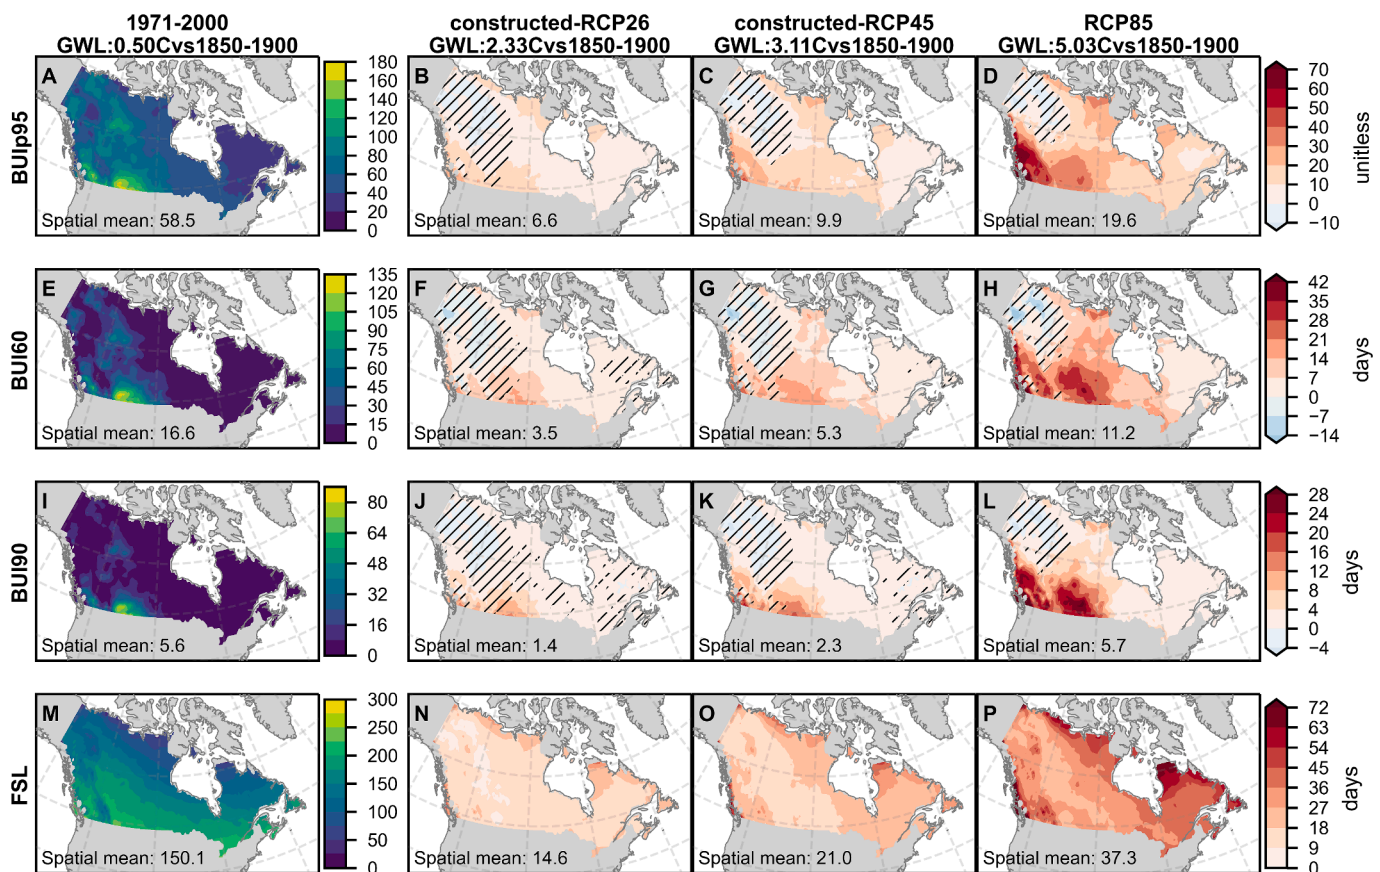 1971-2000
GWL:0.50Cvs1850-1900
constructed-RCP26
GWL:2.33Cvs1850-1900
constructed-RCP45
GWL:3.11Cvs1850-1900
RCP85
GWL:5.03Cvs1850-1900
BUIp95
A
Spatial mean: 58.5
180
160
140
120
100
80
60
40
20
0
B
Spatial mean: 6.6
C
9.9
D
Spatial mean: 19.6
70
60
50
40
30
20
10
0
−10
unitless
BUI60
E
Spatial mean: 16.6
135
120
105
90
75
60
45
30
15
0
F
Spatial mean: 3.5
G
5.3
H
Spatial mean: 11.2
42
35
28
21
14
7
0
−7
−14
days
BUI90
I
Spatial mean: 5.6
80
64
48
32
16
0
J
Spatial mean: 1.4
K
Spatial mean: 2.3
L
Spatial mean: 5.7
28
24
20
16
12
8
4
0
−4
days
FSL
M
Spatial mean: 150.1
300
250
200
150
100
50
0
N
Spatial mean: 14.6
O
Spatial mean: 21.0
P
Spatial mean: 37.3
72
63
54
45
36
27
18
9
0
days